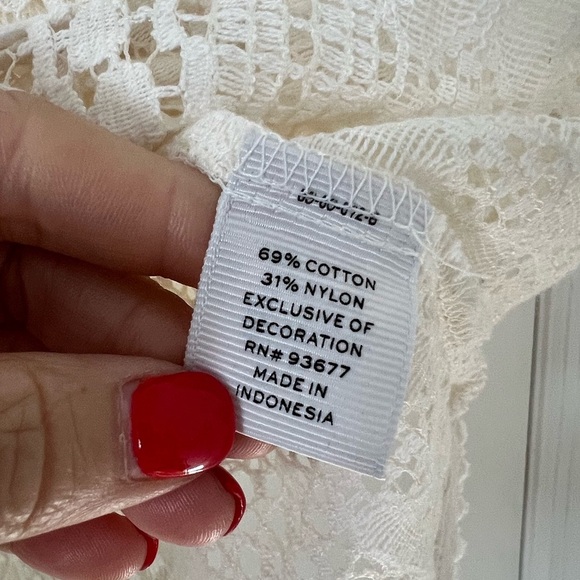 69% COTTON
31% NYLON
EXCLUSIVE OF
DECORATION
RN# 93677
MADE IN
INDONESIA